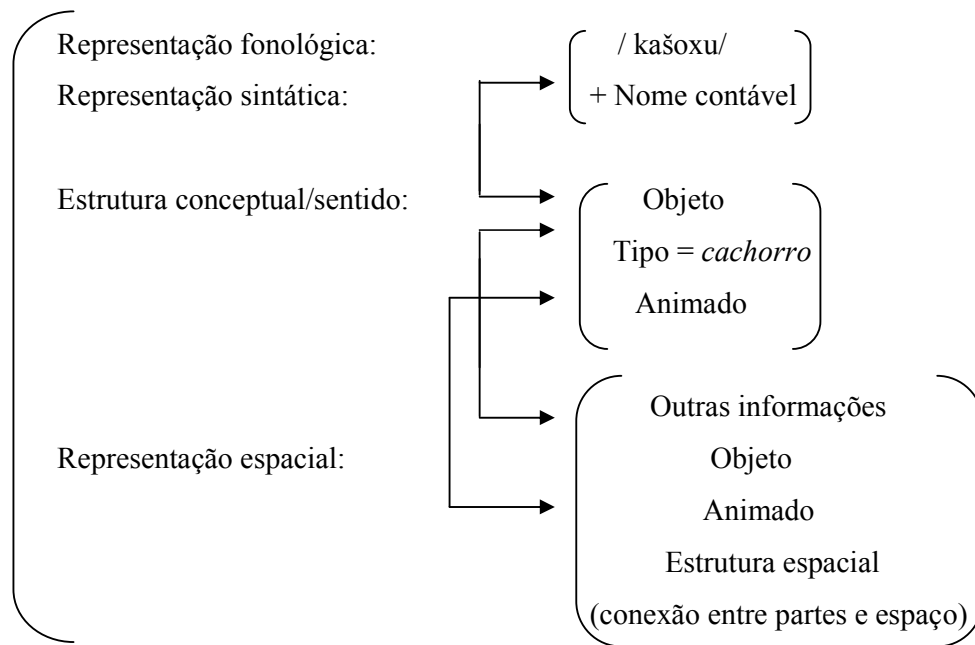 Representação fonológica: / kašoxu/
Representação sintática: + Nome contável
Estrutura conceptual/sentido: Objeto
Tipo = cachorro
Animado
Outras informações
Representação espacial: Objeto
Animado
Estrutura espacial
(conexão entre partes e espaço)